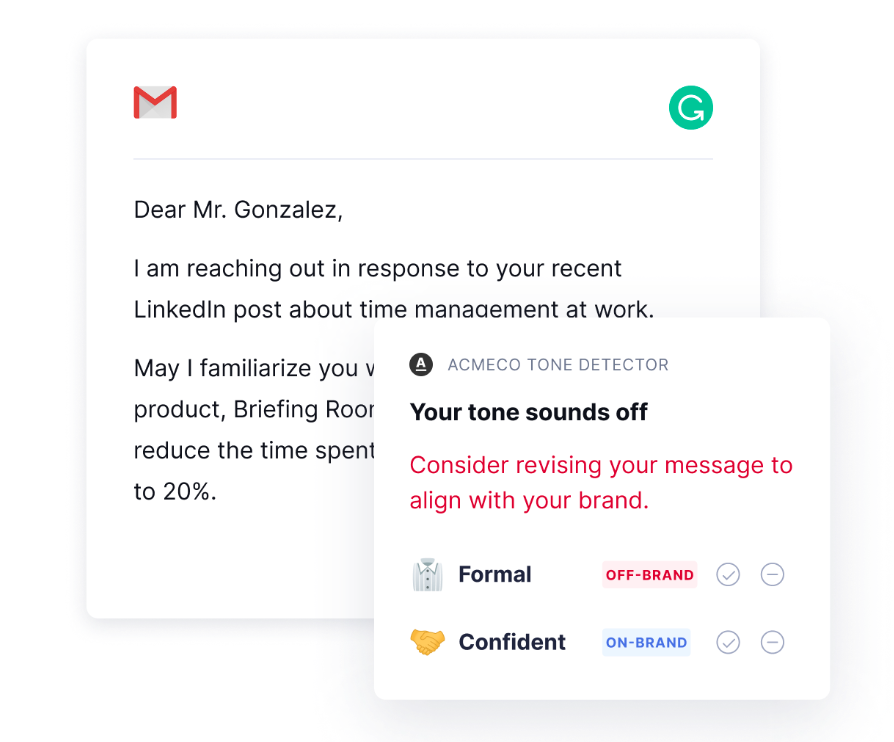 Dear Mr. Gonzalez,
I am reaching out in response to your recent
LinkedIn post about time management at work.
May I familiarize you
product, Briefing Room
reduce the time spent
to 20%.
A ACMECO TONE DETECTOR
Your tone sounds off
Consider revising your message to
align with your brand.
Formal OFF-BRAND
Confident ON-BRAND